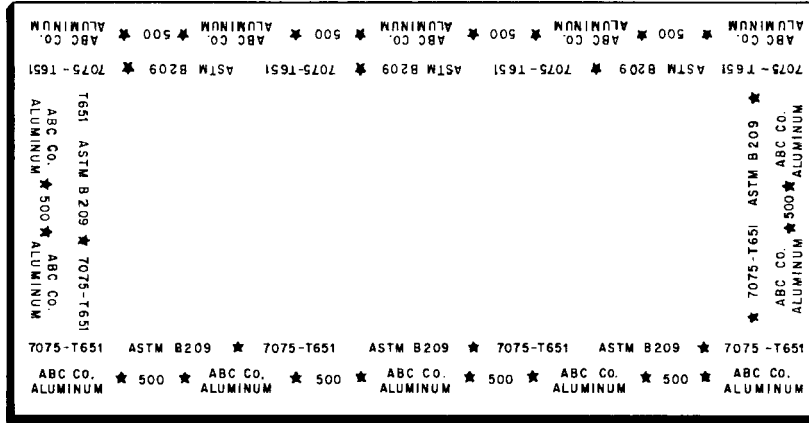 7075-T651 ASTM B209 ★ 7075-T651 ASTM B209 ★ 7075-T651 ASTM B209 ★ 7075-T651
ABC Co. ★ 500 ★ ABC Co. ★ 500 ★ ABC Co. ★ 500 ★ ABC Co. ★ 500 ★ ABC Co.
ALUMINUM ALUMINUM ALUMINUM ALUMINUM ALUMINUM
T651 ASTM B209 ★ 7075-T651
ABC Co. ★ 500 ★ ABC Co.
ALUMINUM ALUMINUM
★ 7075-T651 ASTM B209 ★
ABC CO. ★ 500 ★ ABC CO.
ALUMINUM ALUMINUM
7075-T651 ASTM B209 ★ 7075-T651 ASTM B209 ★ 7075-T651 ASTM B209 ★ 7075-T651
ABC CO. ★ 500 ★ ABC CO. ★ 500 ★ ABC CO. ★ 500 ★ ABC CO. ★ 500 ★ ABC CO.
ALUMINUM ALUMINUM ALUMINUM ALUMINUM ALUMINUM